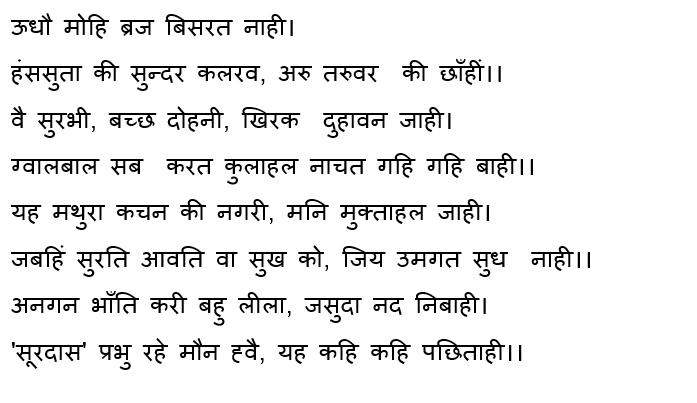 ऊधौ मोहि ब्रज बिसरत नाही।
हंससुता की सुन्दर कलरव, अरु तरुवर की छाँहीं।।
वै सुरभी, बच्छ दोहनी, खिरक दुहावन जाही।
ग्वालबाल सब करत कुलाहल नाचत गहि गहि बाही।।
यह मथुरा कचन की नगरी, मनि मुक्ताहल जाही।
जबहिं सुरति आवति वा सुख को, जिय उमगत सुध नाही।।
अनगन भाँति करी बहु लीला, जसुदा नद निबाही।
'सूरदास' प्रभु रहे मौन ह्वै, यह कहि कहि पछिताही।।